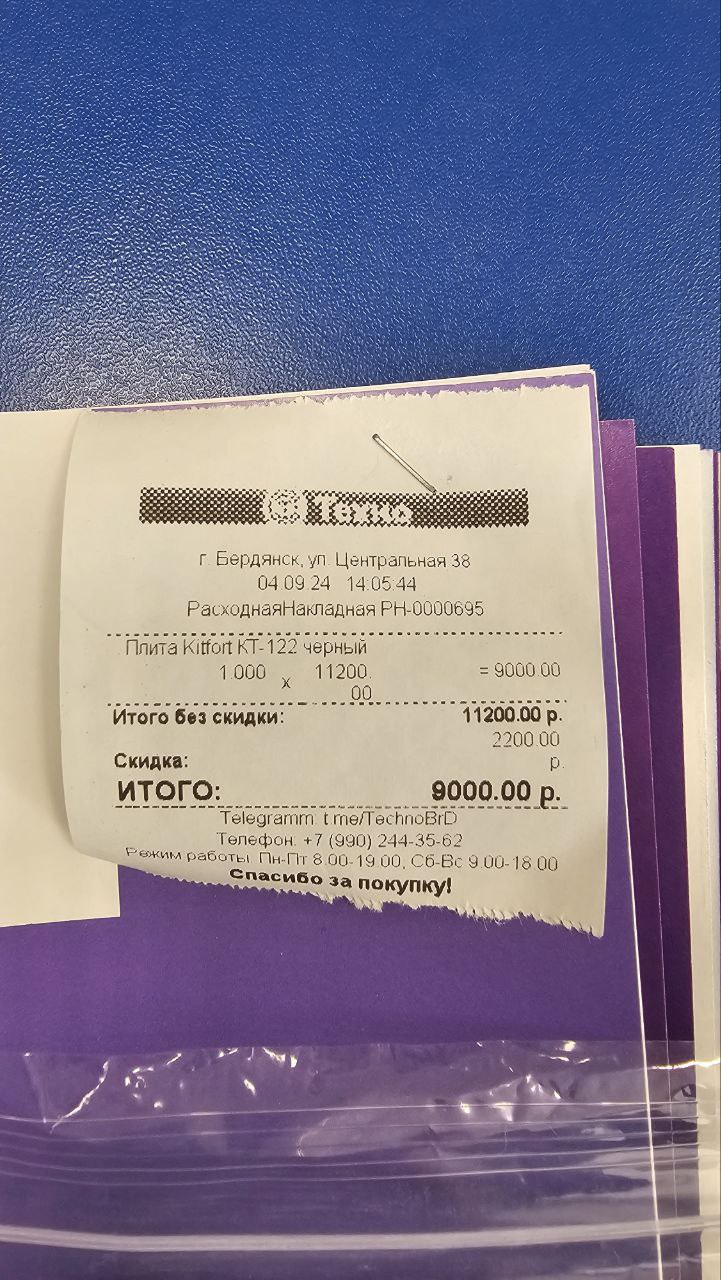 Техно
г. Бердянск, ул. Центральная 38
04.09.24 14:05:44
РасходнаяНакладная РН-0000695
Плита Kitfort КТ-122 черный
1.000 x 11200.00 = 9000.00
Итого без скидки: 11200.00 р.
Скидка: 2200.00 р.
ИТОГО: 9000.00 р.
Telegramm: t.me/TechnoBrD
Телефон: +7 (990) 244-35-62
Режим работы: Пн-Пт 8.00-19.00, Сб-Вс 9.00-18.00
Спасибо за покупку!